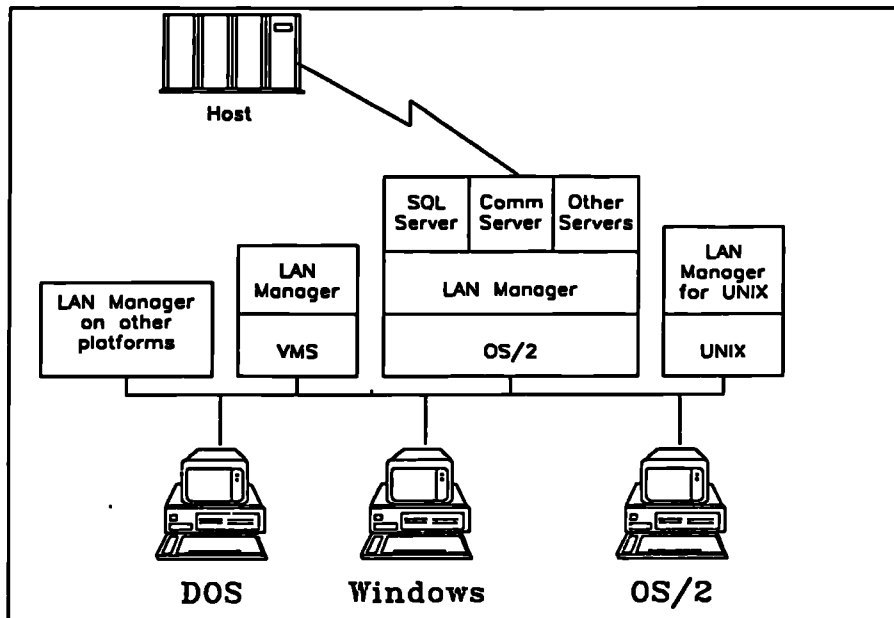 Host
SQL
Server
Comm
Server
Other
Servers
LAN Manager
on other
platforms
LAN
Manager
VMS
LAN Manager
OS/2
LAN
Manager
for UNIX
UNIX
DOS
Windows
OS/2